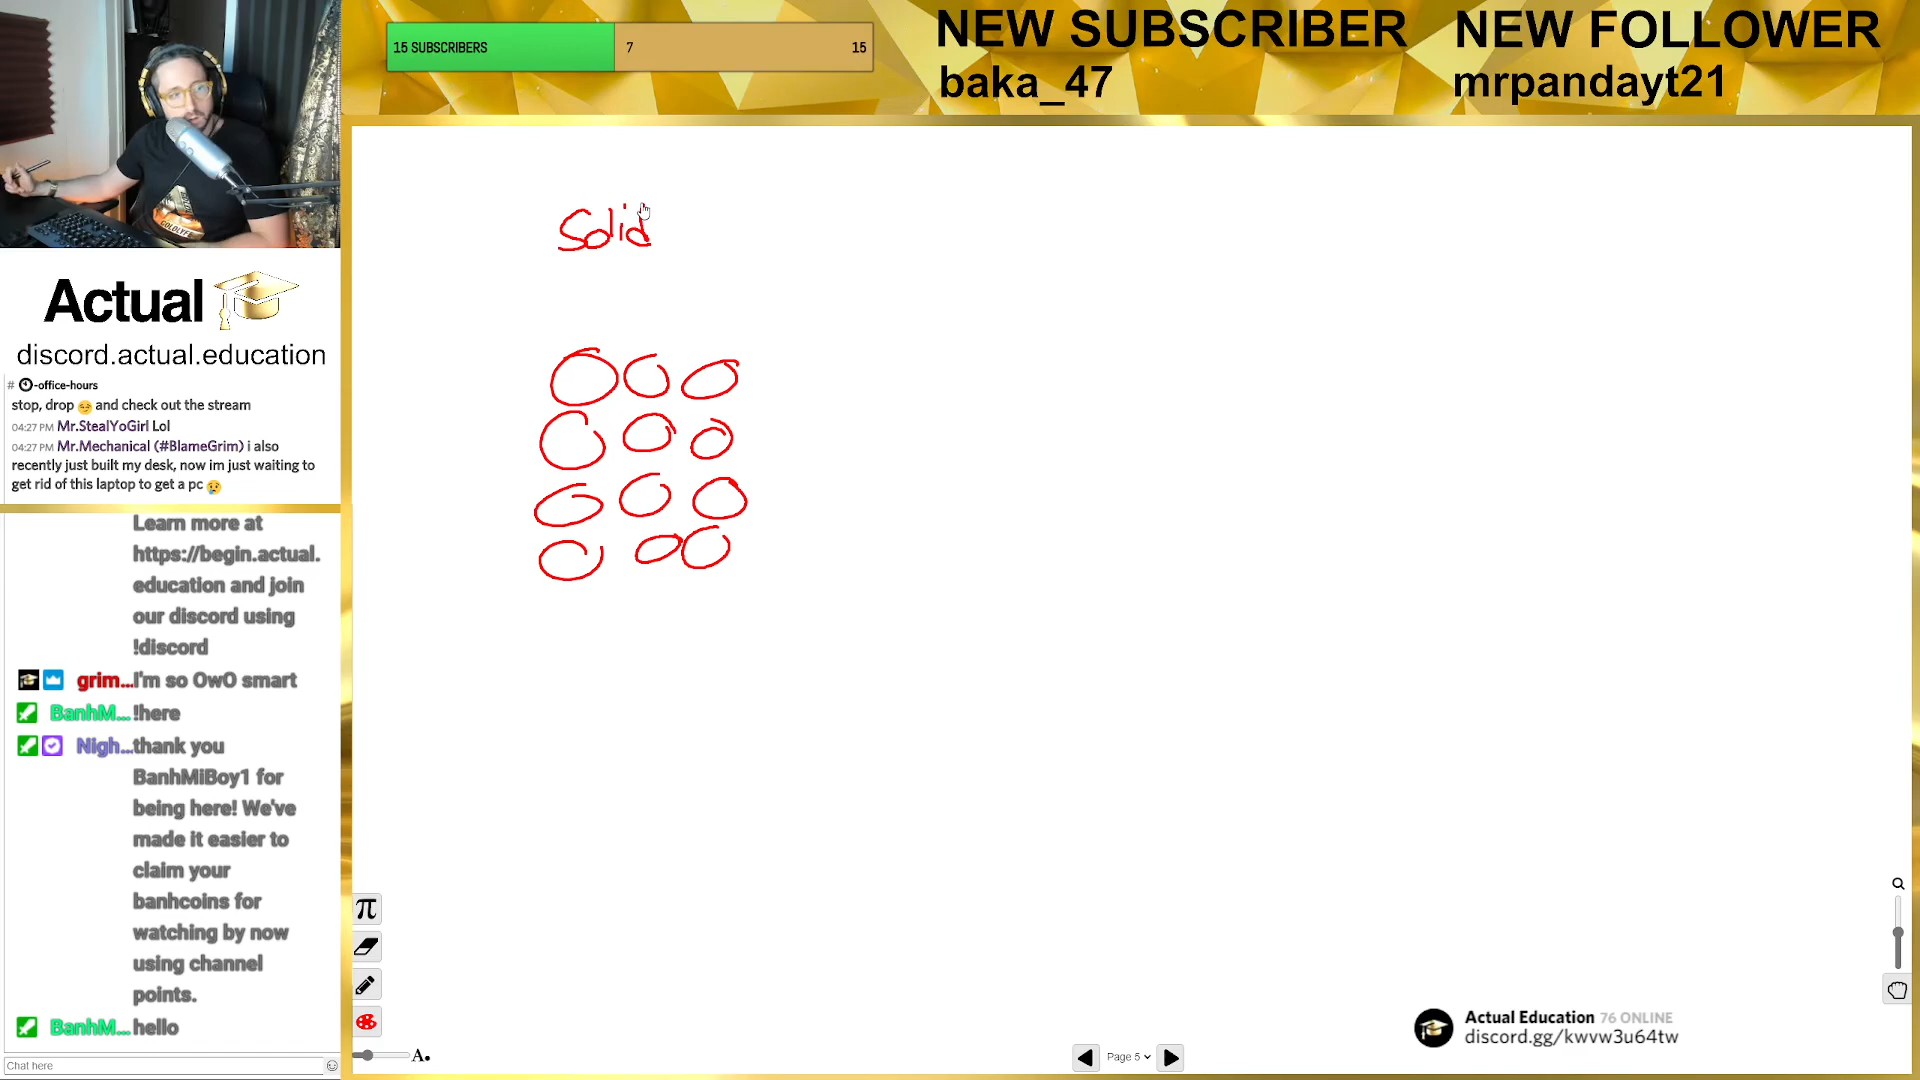 15 SUBSCRIBERS
7
15
NEW SUBSCRIBER
baka_47
NEW FOLLOWER
mrpandayt21
Solid
Actual
discord.actual.education
# -office-hours
stop, drop 😏 and check out the stream
04:27 PM Mr.StealYoGirl Lol
04:27 PM Mr.Mechanical (#BlameGrim) i also
recently just built my desk, now im just waiting to
get rid of this laptop to get a pc 😢
Learn more at
https://begin.actual.
education and join
our discord using
!discord
grim...I'm so OwO smart
BanhM...!here
Nigh...thank you
BanhMiBoy1 for
being here! We've
made it easier to
claim your
banhcoins for
watching by now
using channel
points.
BanhM...hello
Chat here
π
A
Page 5
Actual Education 76 ONLINE
discord.gg/kwvw3u64tw